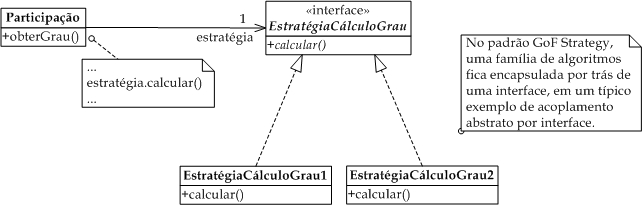 Participação
+obterGrau()
1
estratégia
«interface»
EstratégiaCálculoGrau
+calcular()
...
estratégia.calcular()
...
No padrão GoF Strategy,
uma família de algoritmos
fica encapsulada por trás de
uma interface, em um típico
exemplo de acoplamento
abstrato por interface.
EstratégiaCálculoGrau1
+calcular()
EstratégiaCálculoGrau2
+calcular()